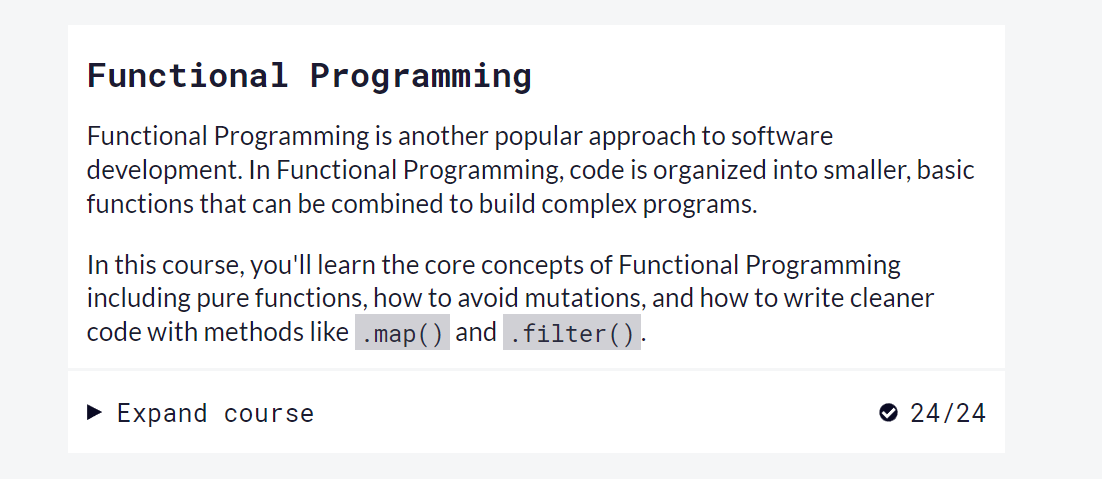 Functional Programming
Functional Programming is another popular approach to software
development. In Functional Programming, code is organized into smaller, basic
functions that can be combined to build complex programs.
In this course, you'll learn the core concepts of Functional Programming
including pure functions, how to avoid mutations, and how to write cleaner
code with methods like .map() and .filter().
Expand course 24/24